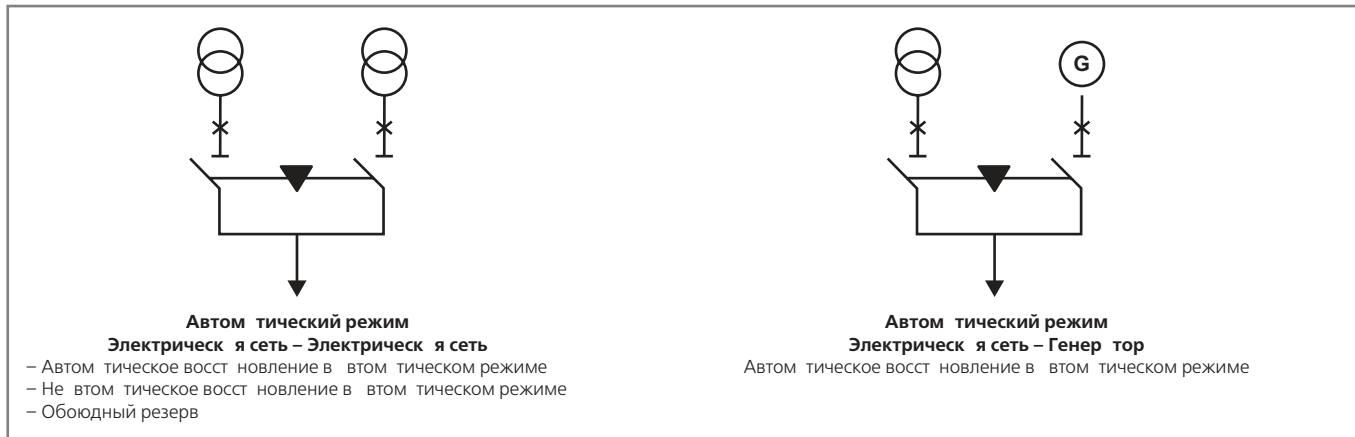 G
Автом тический режим
Электрическ я сеть – Электрическ я сеть
– Автом тическое восст новление в втом тическом режиме
– Не втом тическое восст новление в втом тическом режиме
– Обоюдный резерв
Автом тический режим
Электрическ я сеть – Генер тор
Автом тическое восст новление в втом тическом режиме